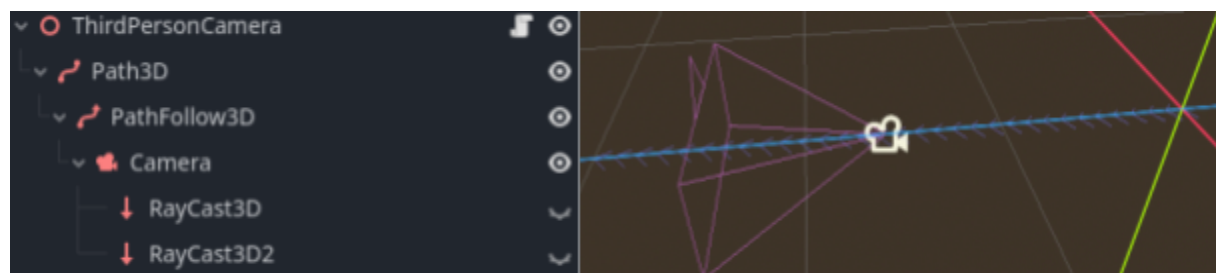 ThirdPersonCamera
Path3D
PathFollow3D
Camera
RayCast3D
RayCast3D2